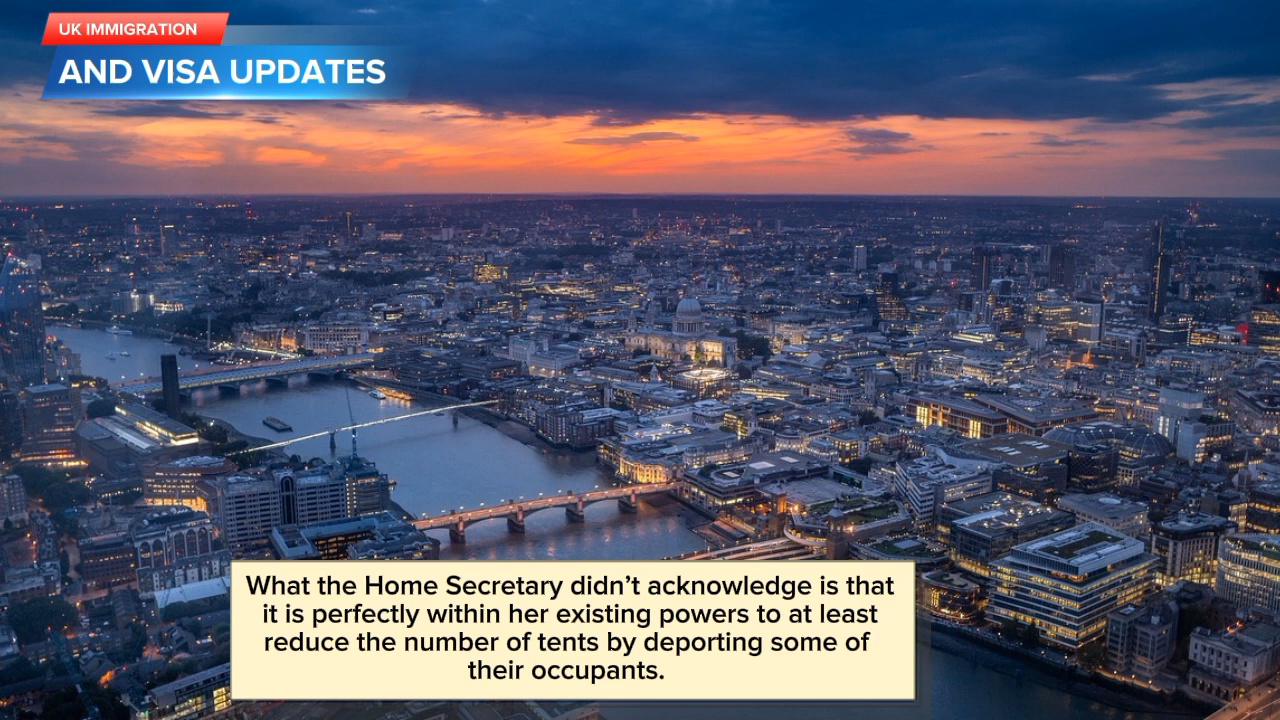 UK IMMIGRATION
AND VISA UPDATES
What the Home Secretary didn’t acknowledge is that
it is perfectly within her existing powers to at least
reduce the number of tents by deporting some of
their occupants.